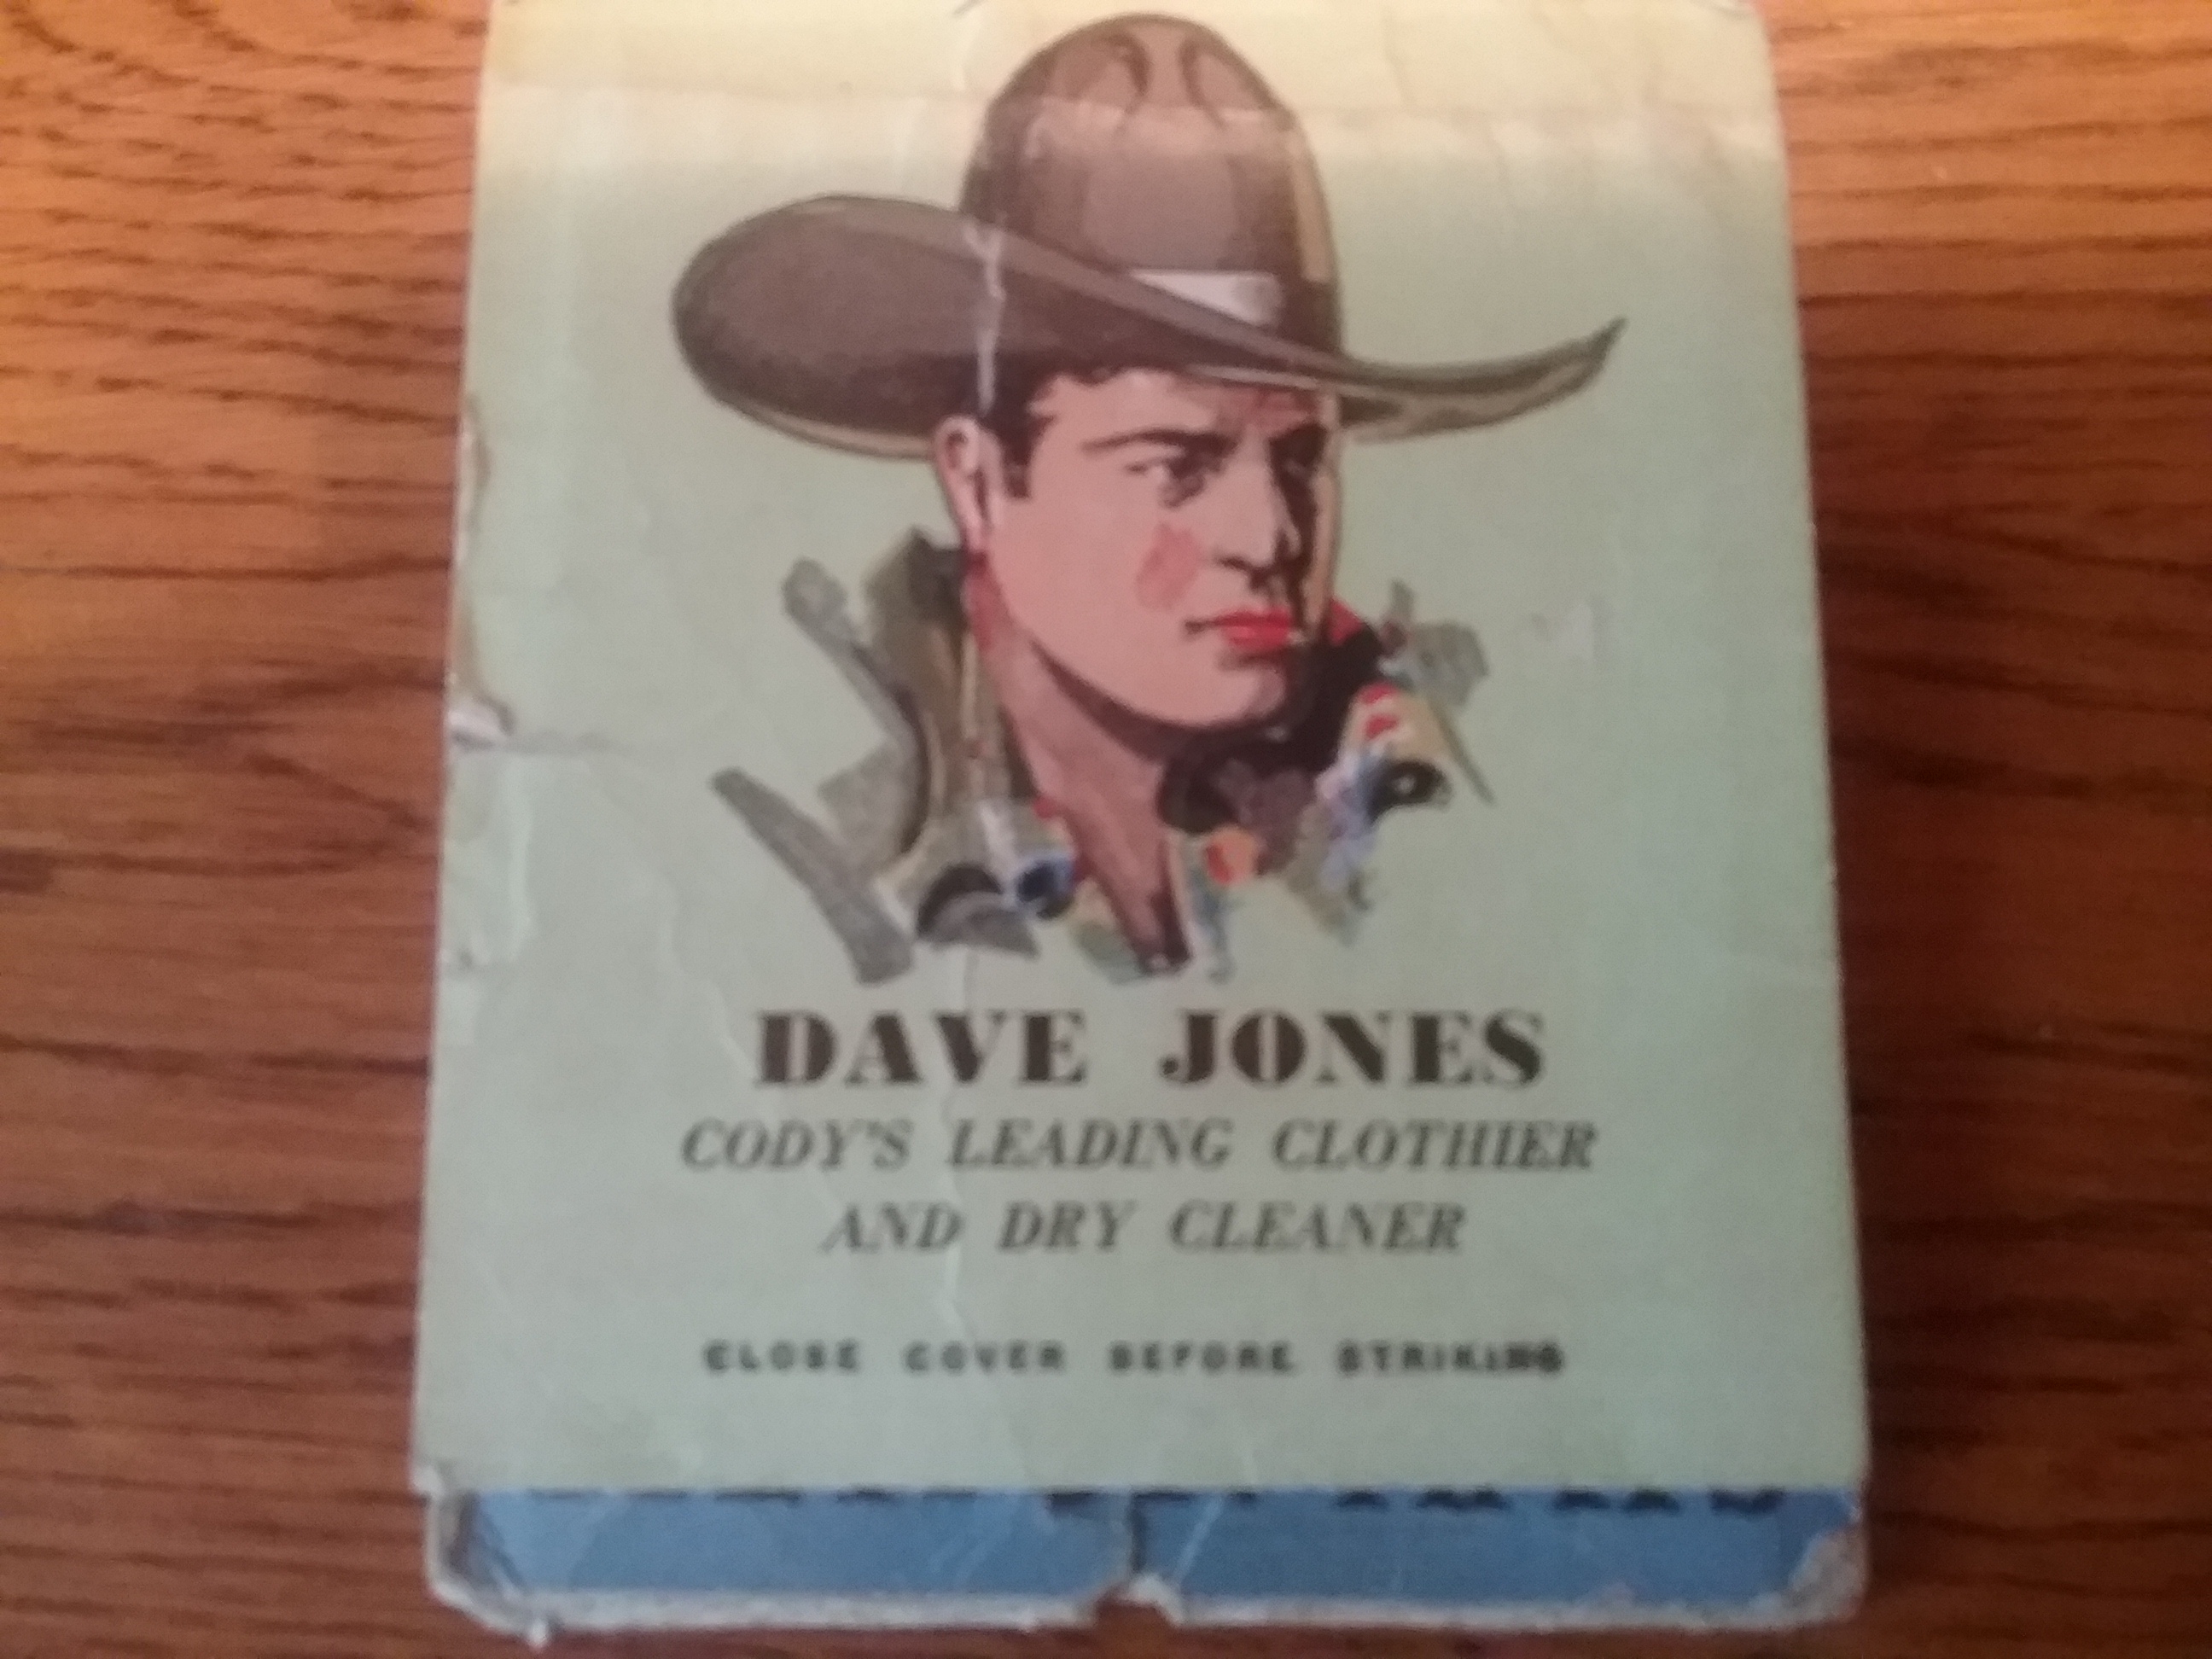 DAVE JONES
CODY'S LEADING CLOTHIER
AND DRY CLEANER
CLOSE COVER BEFORE STRIKING